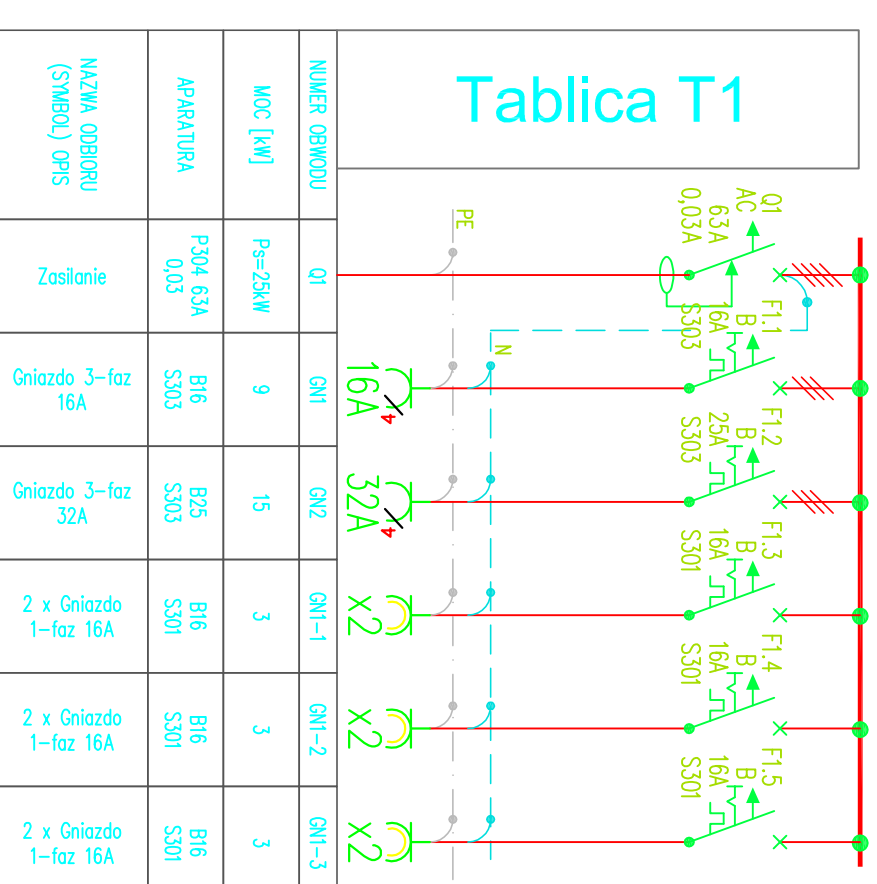 Tablica T1
NUMER OBWODU
MOC [kW]
APARATURA
NAZWA ODBIORU
(SYMBOL) OPIS
Q1
AC
63A
0,03A
PE
Q1
Ps=25kW
P304 63A
0,03
Zasilanie
F1.1
B
16A
S303
N
16A
4
GN1
9
B16
S303
Gniazdo 3-faz
16A
F1.2
B
25A
S303
32A
4
GN2
15
B25
S303
Gniazdo 3-faz
32A
F1.3
B
16A
S301
x2
GN1-1
3
B16
S301
2 x Gniazdo
1-faz 16A
F1.4
B
16A
S301
x2
GN1-2
3
B16
S301
2 x Gniazdo
1-faz 16A
F1.5
B
16A
S301
x2
GN1-3
3
B16
S301
2 x Gniazdo
1-faz 16A